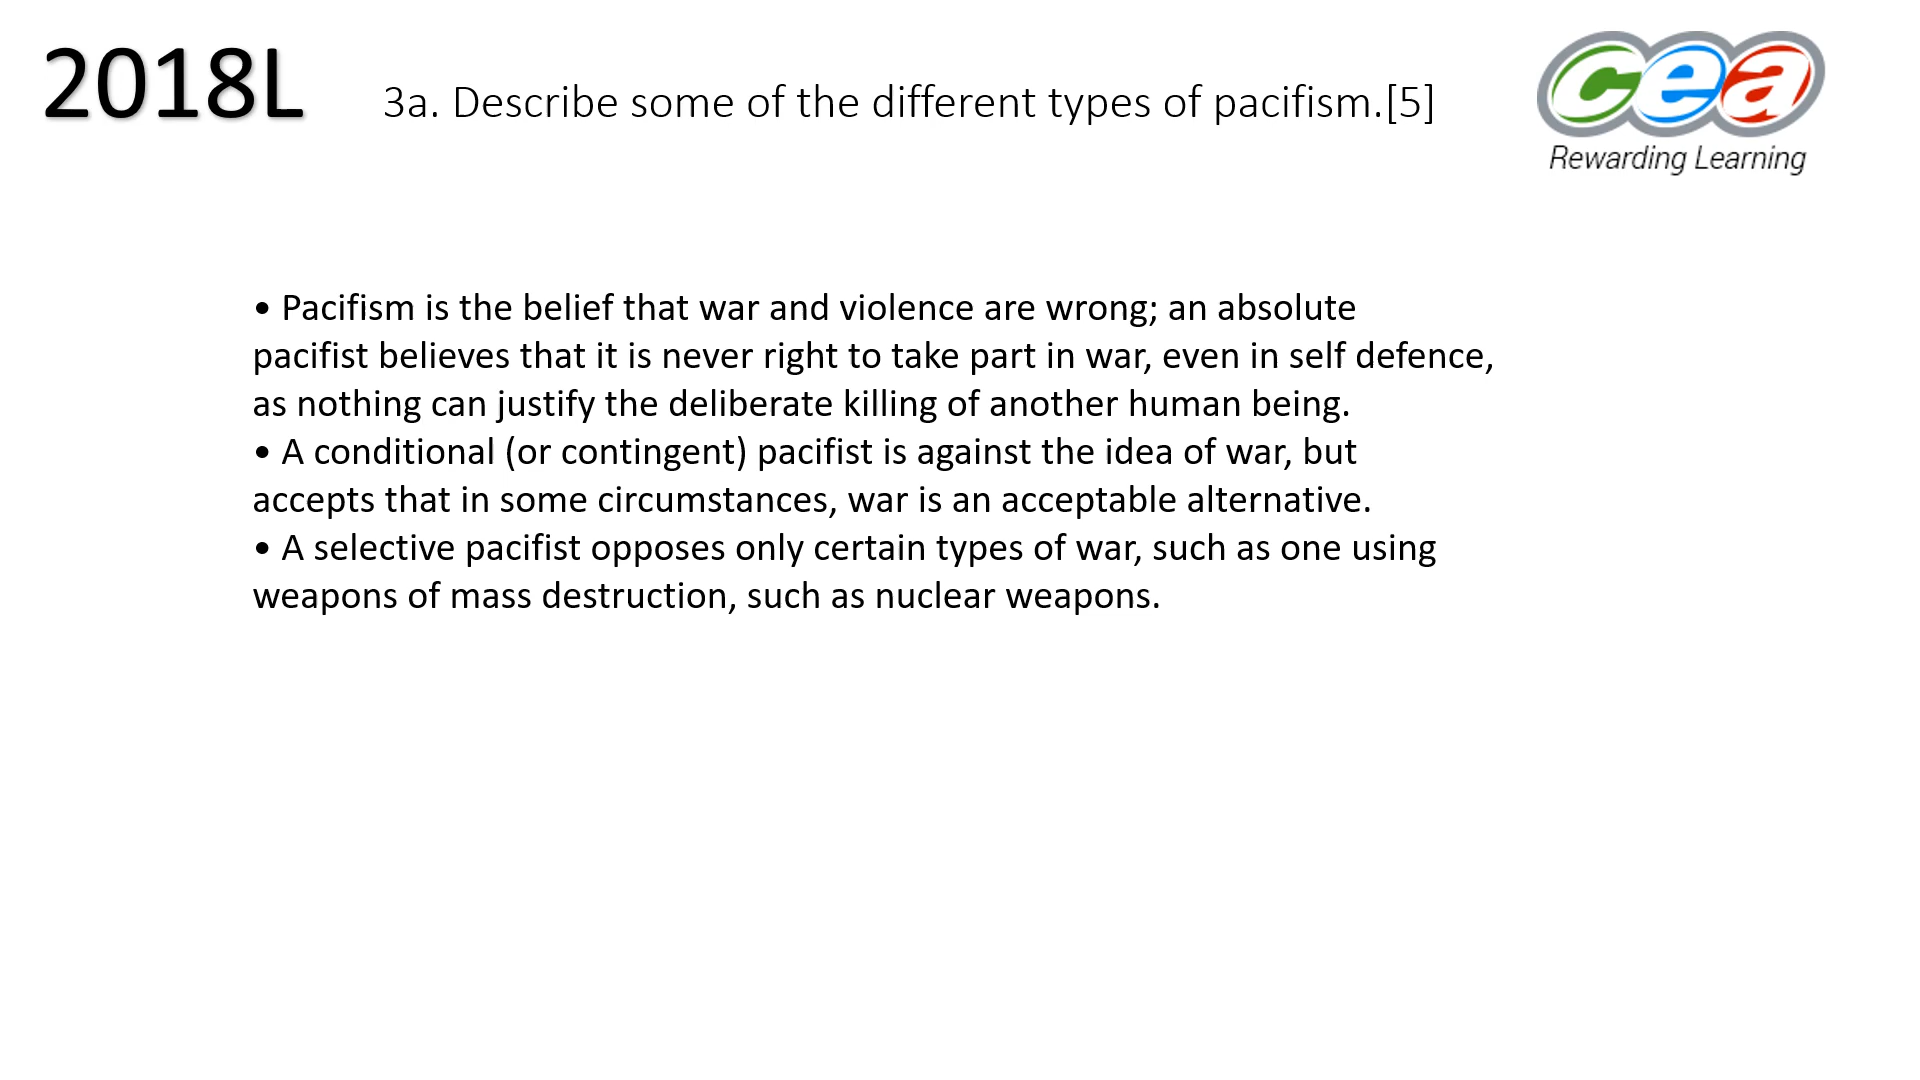 2018L
3a. Describe some of the different types of pacifism.[5]
cea
Rewarding Learning
• Pacifism is the belief that war and violence are wrong; an absolute
pacifist believes that it is never right to take part in war, even in self defence,
as nothing can justify the deliberate killing of another human being.
• A conditional (or contingent) pacifist is against the idea of war, but
accepts that in some circumstances, war is an acceptable alternative.
• A selective pacifist opposes only certain types of war, such as one using
weapons of mass destruction, such as nuclear weapons.